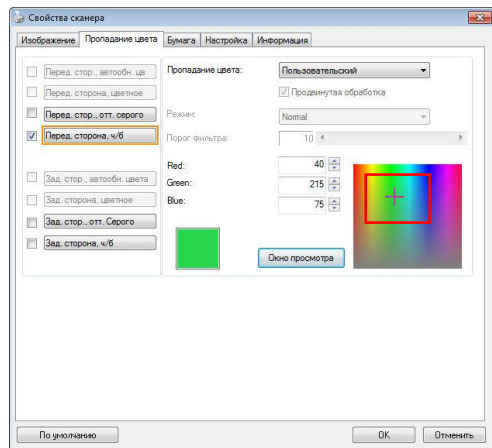 Свойства сканера
Изображение Пропадание цвета Бумага Настройка Информация
Перед. стор., автообн. цв
Перед. сторона, цветное
Перед. стор., отт. серого
Перед. сторона, ч/б
Зад. стор., автообн. цвета
Зад. сторона, цветное
Зад. стор., отт. Серого
Зад. сторона, ч/б
Пропадание цвета: Пользовательский
Продвинутая обработка
Режим: Normal
Порог фильтра: 10
Red: 40
Green: 215
Blue: 75
Окно просмотра
По умолчанию OK Отменить